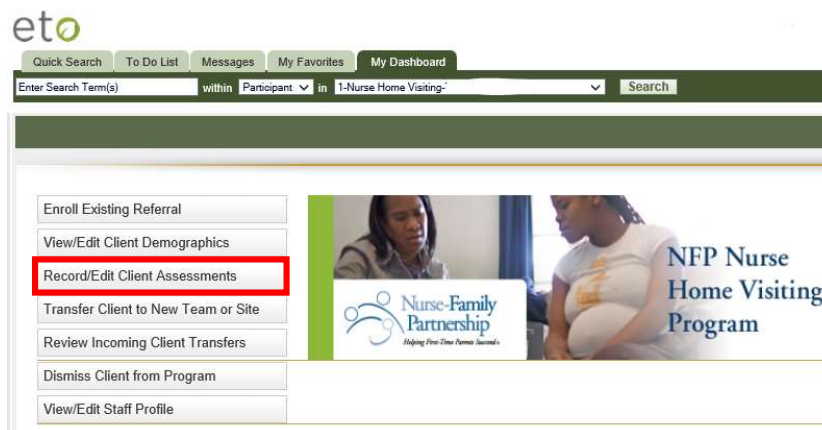 eto
Quick Search To Do List Messages My Favorites My Dashboard
Enter Search Term(s) within Participant in 1-Nurse Home Visiting- Search
Enroll Existing Referral
View/Edit Client Demographics
Record/Edit Client Assessments
Transfer Client to New Team or Site
Review Incoming Client Transfers
Dismiss Client from Program
View/Edit Staff Profile
Nurse-Family
Partnership
Helping First-Time Parents Succeed
NFP Nurse
Home Visiting
Program